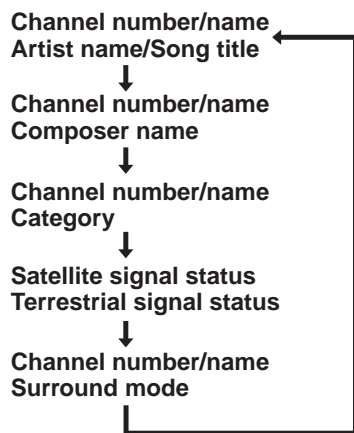 Channel number/name
Artist name/Song title
Channel number/name
Composer name
Channel number/name
Category
Satellite signal status
Terrestrial signal status
Channel number/name
Surround mode